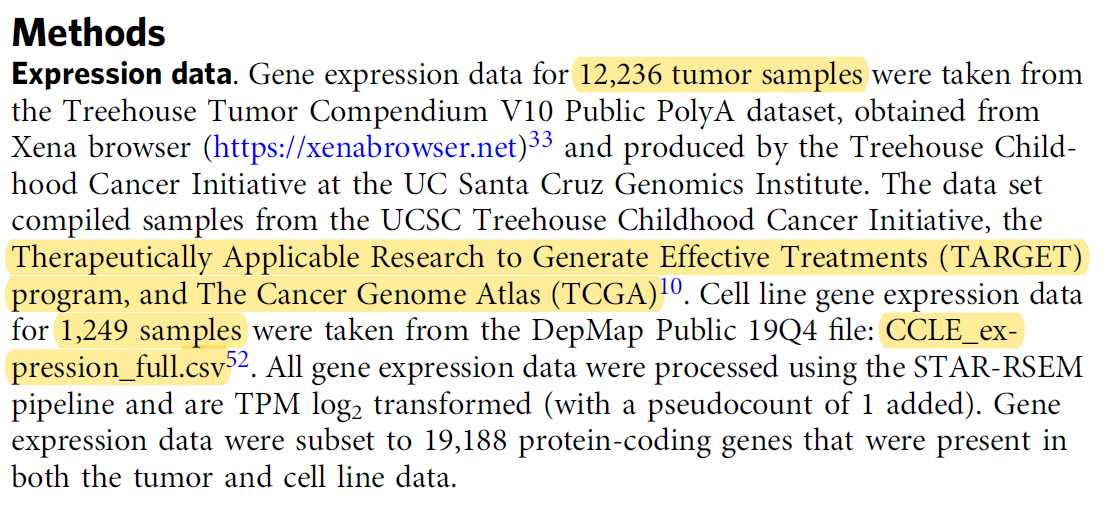 Methods
Expression data. Gene expression data for 12,236 tumor samples were taken from
the Treehouse Tumor Compendium V10 Public PolyA dataset, obtained from
Xena browser (https://xenabrowser.net)33 and produced by the Treehouse Child-
hood Cancer Initiative at the UC Santa Cruz Genomics Institute. The data set
compiled samples from the UCSC Treehouse Childhood Cancer Initiative, the
Therapeutically Applicable Research to Generate Effective Treatments (TARGET)
program, and The Cancer Genome Atlas (TCGA)10. Cell line gene expression data
for 1,249 samples were taken from the DepMap Public 19Q4 file: CCLE_ex-
pression_full.csv52. All gene expression data were processed using the STAR-RSEM
pipeline and are TPM log2 transformed (with a pseudocount of 1 added). Gene
expression data were subset to 19,188 protein-coding genes that were present in
both the tumor and cell line data.